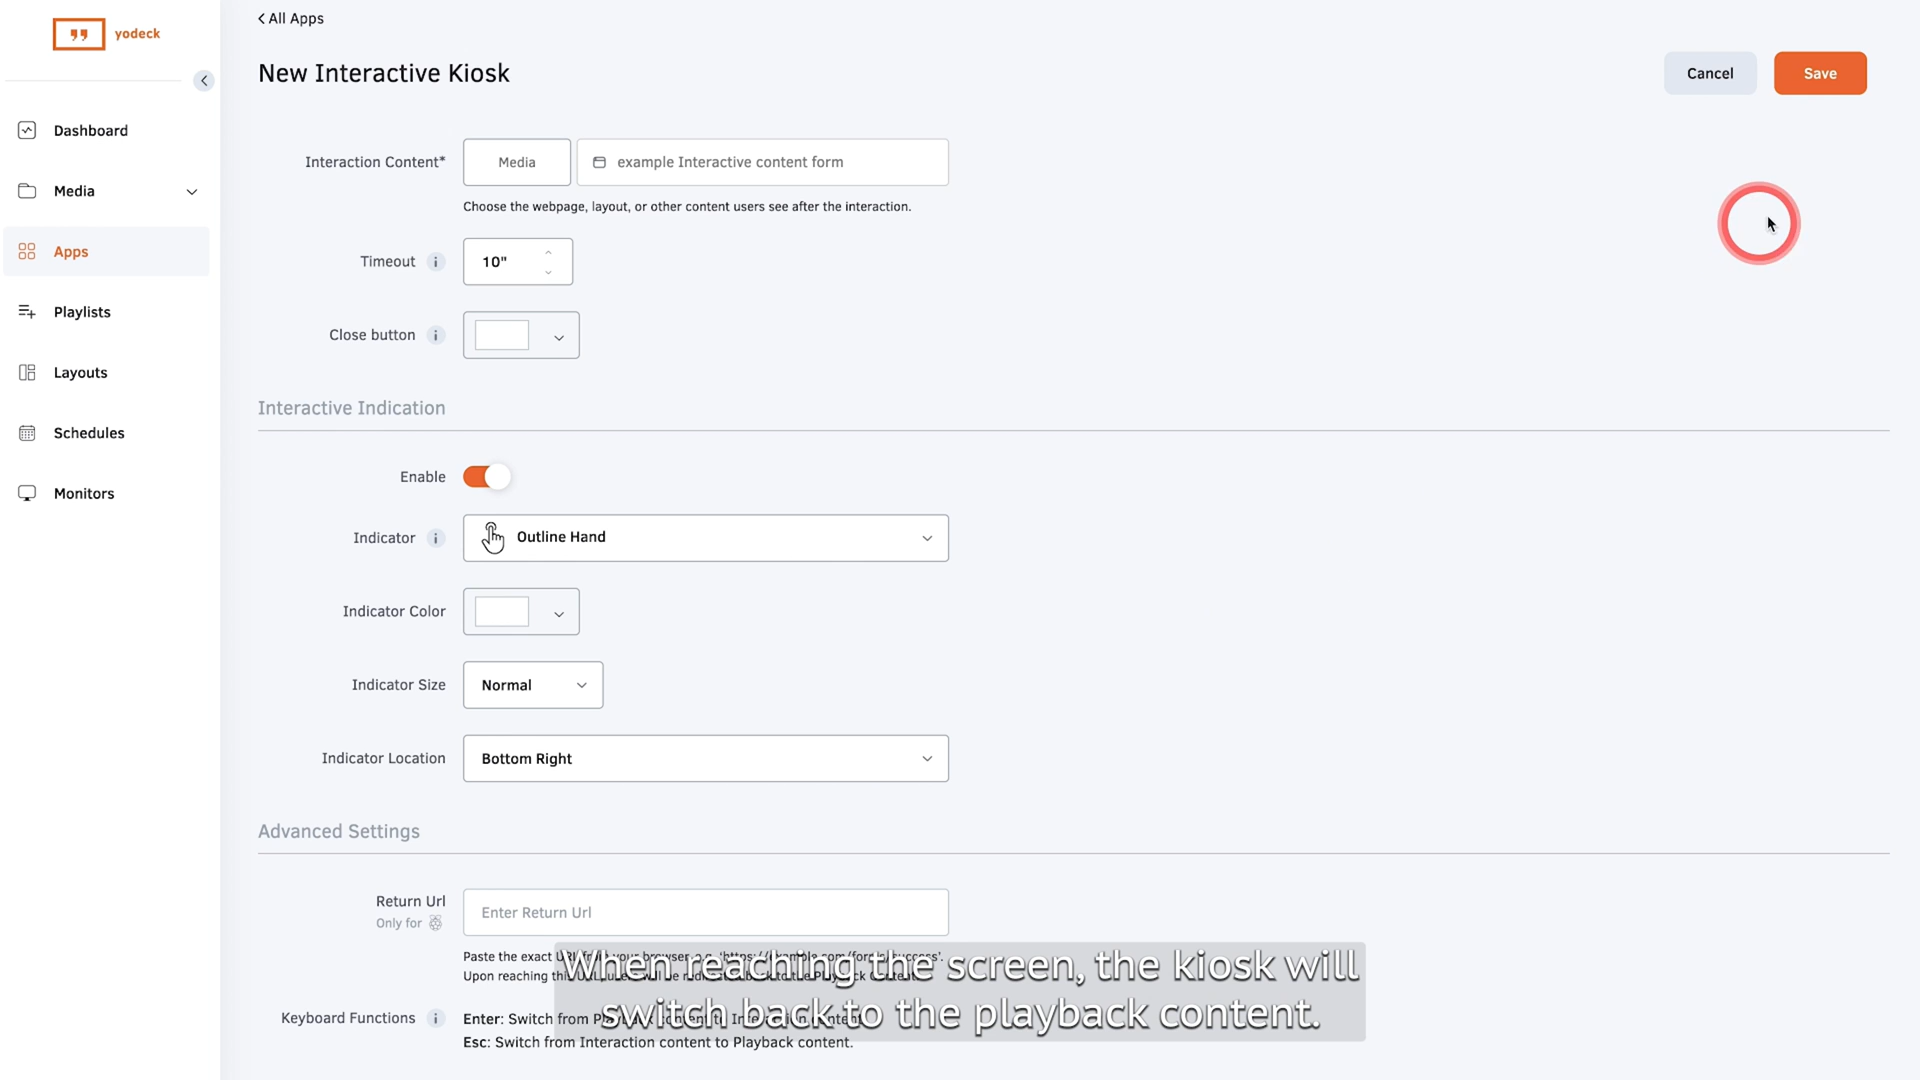 yodeck
Dashboard
Media
Apps
Playlists
Layouts
Schedules
Monitors
All Apps
New Interactive Kiosk
Cancel
Save
Interaction Content*
Media
example Interactive content form
Choose the webpage, layout, or other content users see after the interaction.
Timeout
10"
Close button
Interactive Indication
Enable
Indicator
Outline Hand
Indicator Color
Indicator Size
Normal
Indicator Location
Bottom Right
Advanced Settings
Return Url
Only for
Enter Return Url
Paste the exact
Upon reaching
Keyboard Functions
Enter: Switch from
Esc: Switch from Interaction content to Playback content.
When reaching the screen, the kiosk will
switch back to the playback content.